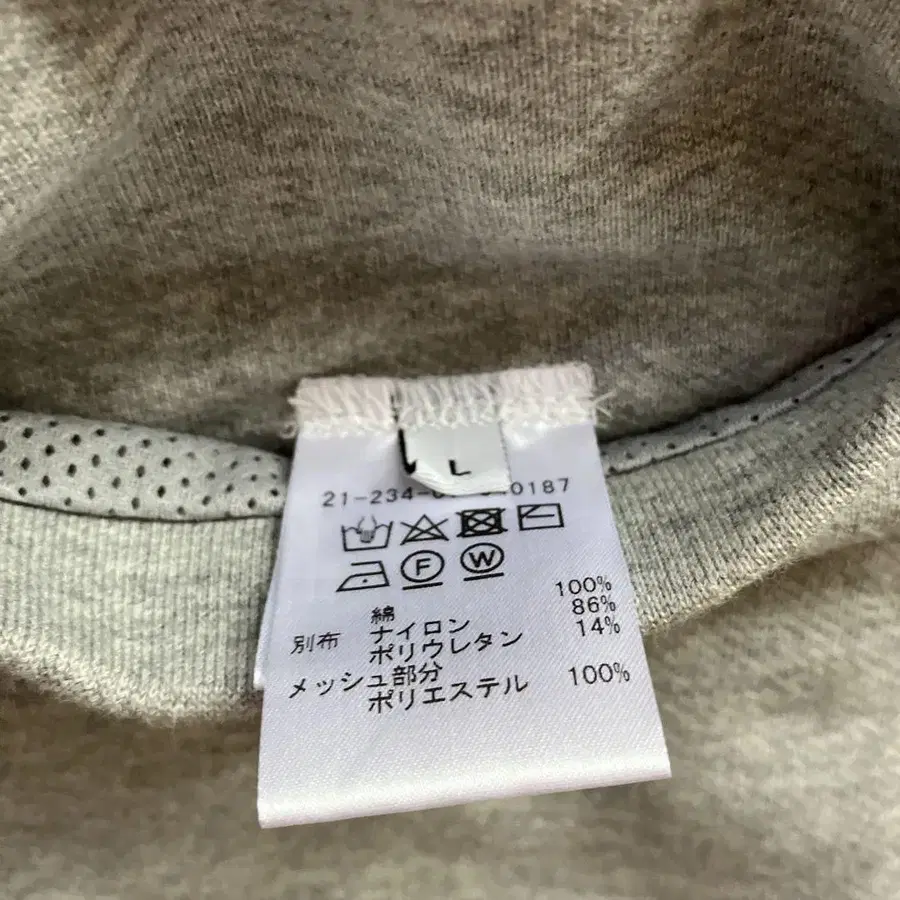 L
21-234- 0187
F W
綿 100%
別布 ナイロン 86%
ポリウレタン 14%
メッシュ部分
ポリエステル 100%